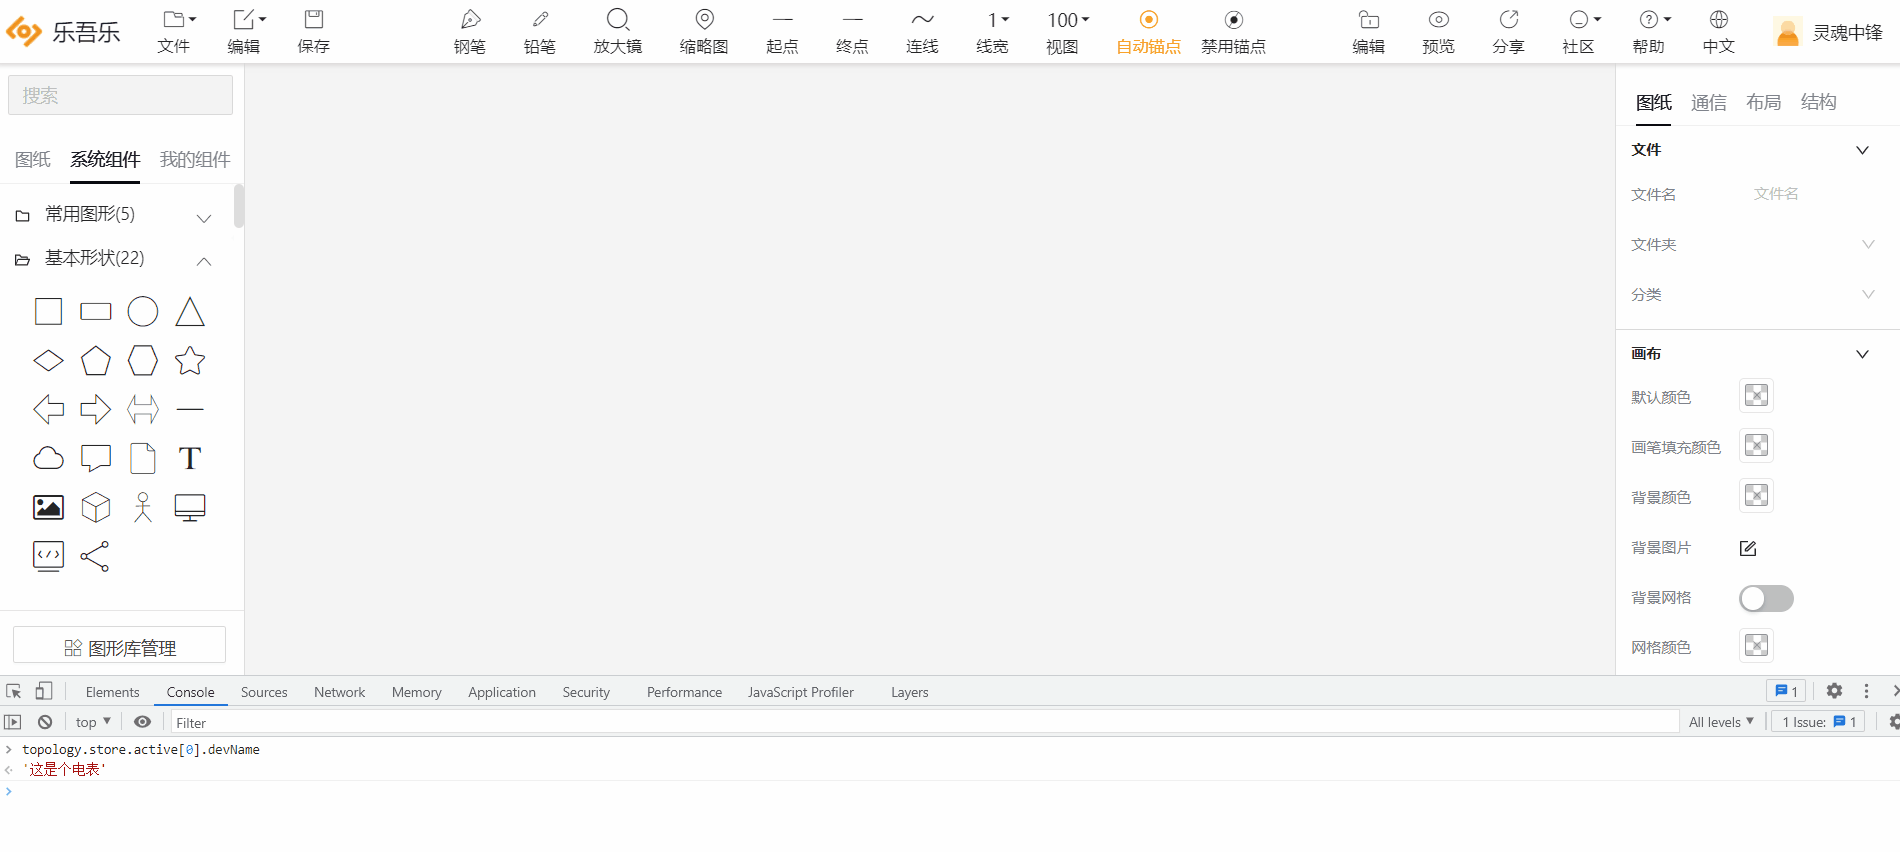 乐吾乐
文件 编辑 保存 钢笔 铅笔 放大镜 缩略图 起点 终点 连线 1 线宽 100 视图 自动锚点 禁用锚点 编辑 预览 分享 社区 帮助 中文 灵魂中锋
搜索
图纸 系统组件 我的组件
常用图形(5)
基本形状(22)
T
图形库管理
图纸 通信 布局 结构
文件
文件名 文件名
文件夹
分类
画布
默认颜色
画笔填充颜色
背景颜色
背景图片
背景网格
网格颜色
Elements Console Sources Network Memory Application Security Performance JavaScript Profiler Layers 1
top Filter All levels 1 Issue: 1
topology.store.active[0].devName
'这是个电表'